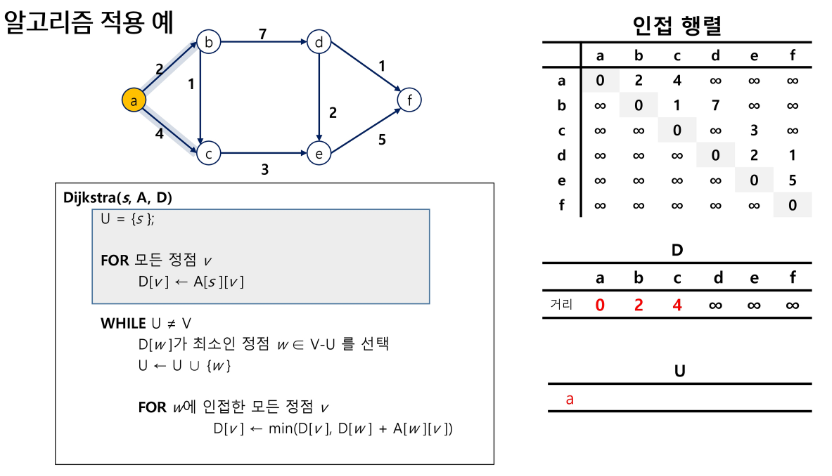 알고리즘 적용 예
b
7
d
2
1
1
a
f
2
4
5
c
e
3
Dijkstra(s, A, D)
U = {s};
FOR 모든 정점 v
D[v] ← A[s][v]
WHILE U ≠ V
D[w]가 최소인 정점 w ∈ V-U 를 선택
U ← U ∪ {w}
FOR w에 인접한 모든 정점 v
D[v] ← min(D[v], D[w] + A[w][v])
인접 행렬
a b c d e f
a 0 2 4 ∞ ∞ ∞
b ∞ 0 1 7 ∞ ∞
c ∞ ∞ 0 ∞ 3 ∞
d ∞ ∞ ∞ 0 2 1
e ∞ ∞ ∞ ∞ 0 5
f ∞ ∞ ∞ ∞ ∞ 0
D
a b c d e f
거리 0 2 4 ∞ ∞ ∞
U
a